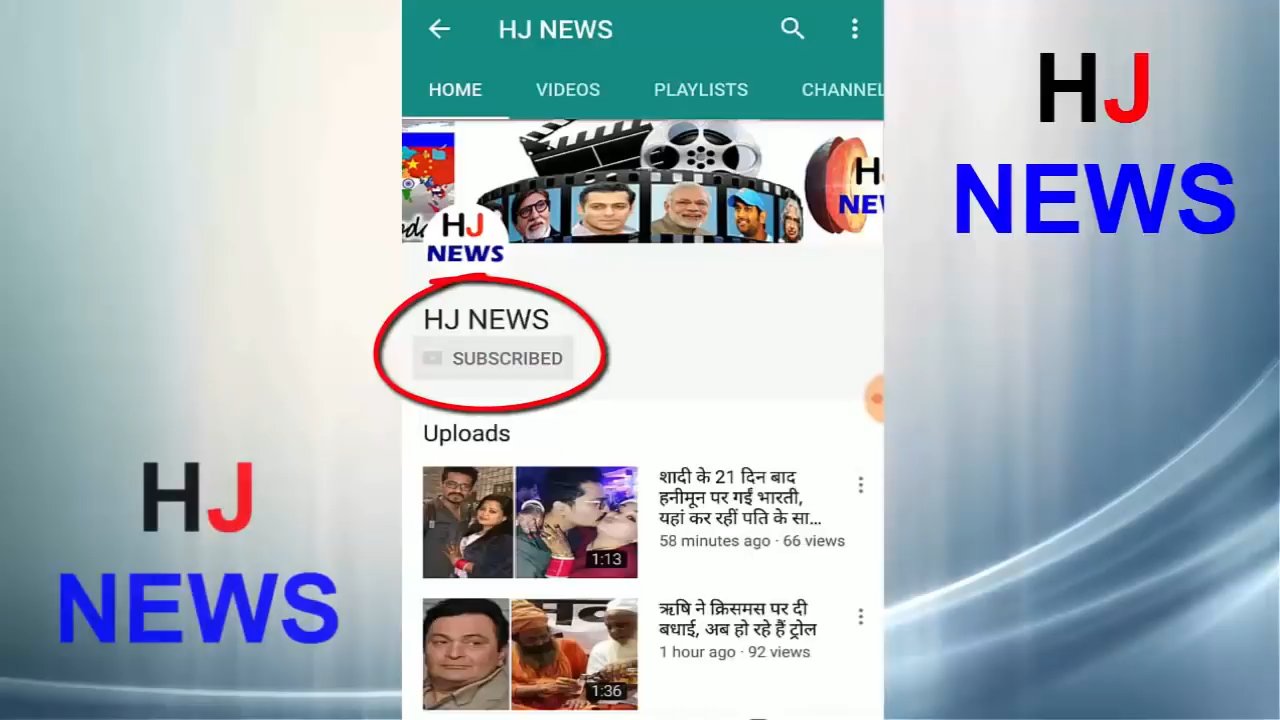 HJ NEWS
HOME VIDEOS PLAYLISTS CHANNEL
HJ
NEWS
HJ
NEWS
HJ NEWS
SUBSCRIBED
Uploads
शादी के 21 दिन बाद
हनीमून पर गईं भारती,
यहां कर रहीं पति के सा...
58 minutes ago · 66 views
1:13
ऋषि ने क्रिसमस पर दी
बधाई, अब हो रहे हैं ट्रोल
1 hour ago · 92 views
1:36
HJ
NEWS